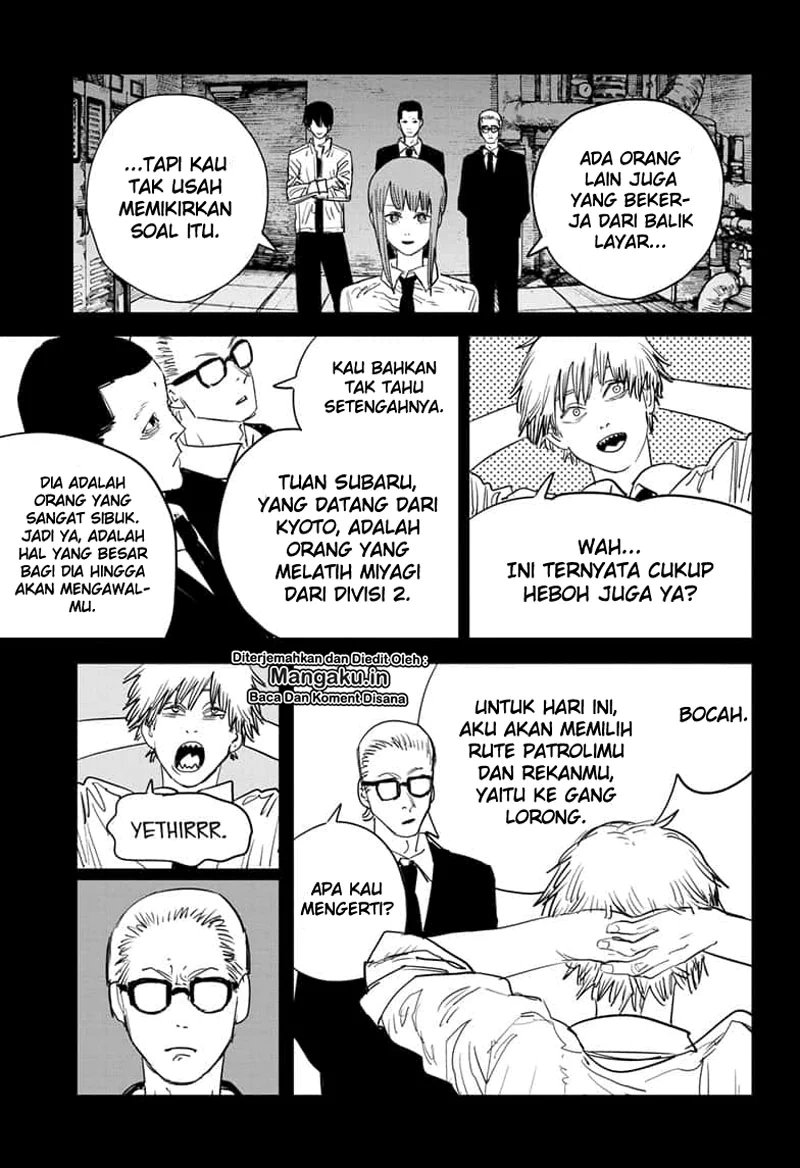 ADA ORANG
LAIN JUGA
YANG BEKER-
JA DARI BALIK
LAYAR...
...TAPI KAU
TAK USAH
MEMIKIRKAN
SOAL ITU.
WAH...
INI TERNYATA CUKUP
HEBOH JUGA YA?
KAU BAHKAN
TAK TAHU
SETENGAHNYA.
TUAN SUBARU,
YANG DATANG DARI
KYOTO, ADALAH
ORANG YANG
MELATIH MIYAGI
DARI DIVISI 2.
DIA ADALAH
ORANG YANG
SANGAT SIBUK.
JADI YA, ADALAH
HAL YANG BESAR
BAGI DIA HINGGA
AKAN MENGAWAL-
MU.
Diterjemahkan dan Diedit Oleh :
Mangaku.in
Baca Dan Koment Disana
BOCAH.
UNTUK HARI INI,
AKU AKAN MEMILIH
RUTE PATROLIMU
DAN REKANMU,
YAITU KE GANG
LORONG.
APA KAU
MENGERTI?
YETHIRRR.